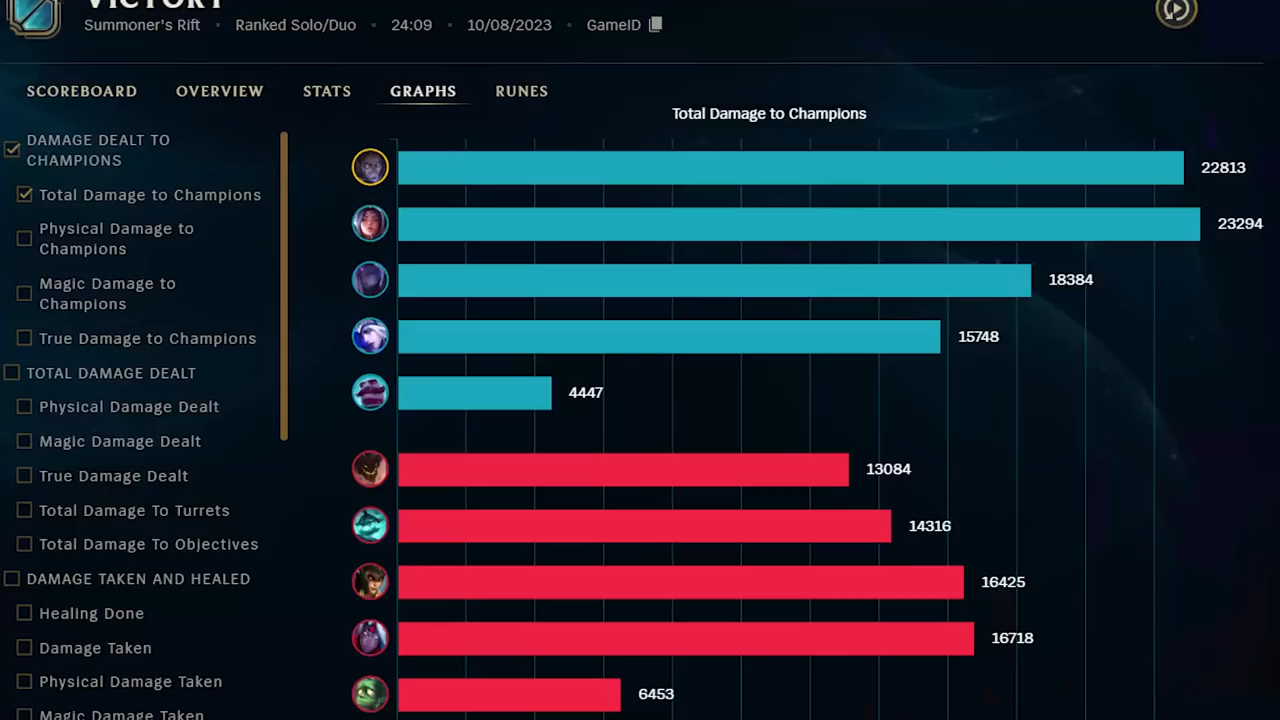 VICTORY
Summoner's Rift • Ranked Solo/Duo • 24:09 • 10/08/2023 • GameID
SCOREBOARD OVERVIEW STATS GRAPHS RUNES
Total Damage to Champions
DAMAGE DEALT TO
CHAMPIONS
Total Damage to Champions
Physical Damage to
Champions
Magic Damage to
Champions
True Damage to Champions
TOTAL DAMAGE DEALT
Physical Damage Dealt
Magic Damage Dealt
True Damage Dealt
Total Damage To Turrets
Total Damage To Objectives
DAMAGE TAKEN AND HEALED
Healing Done
Damage Taken
Physical Damage Taken
Magic Damage Taken
22813
23294
18384
15748
4447
13084
14316
16425
16718
6453